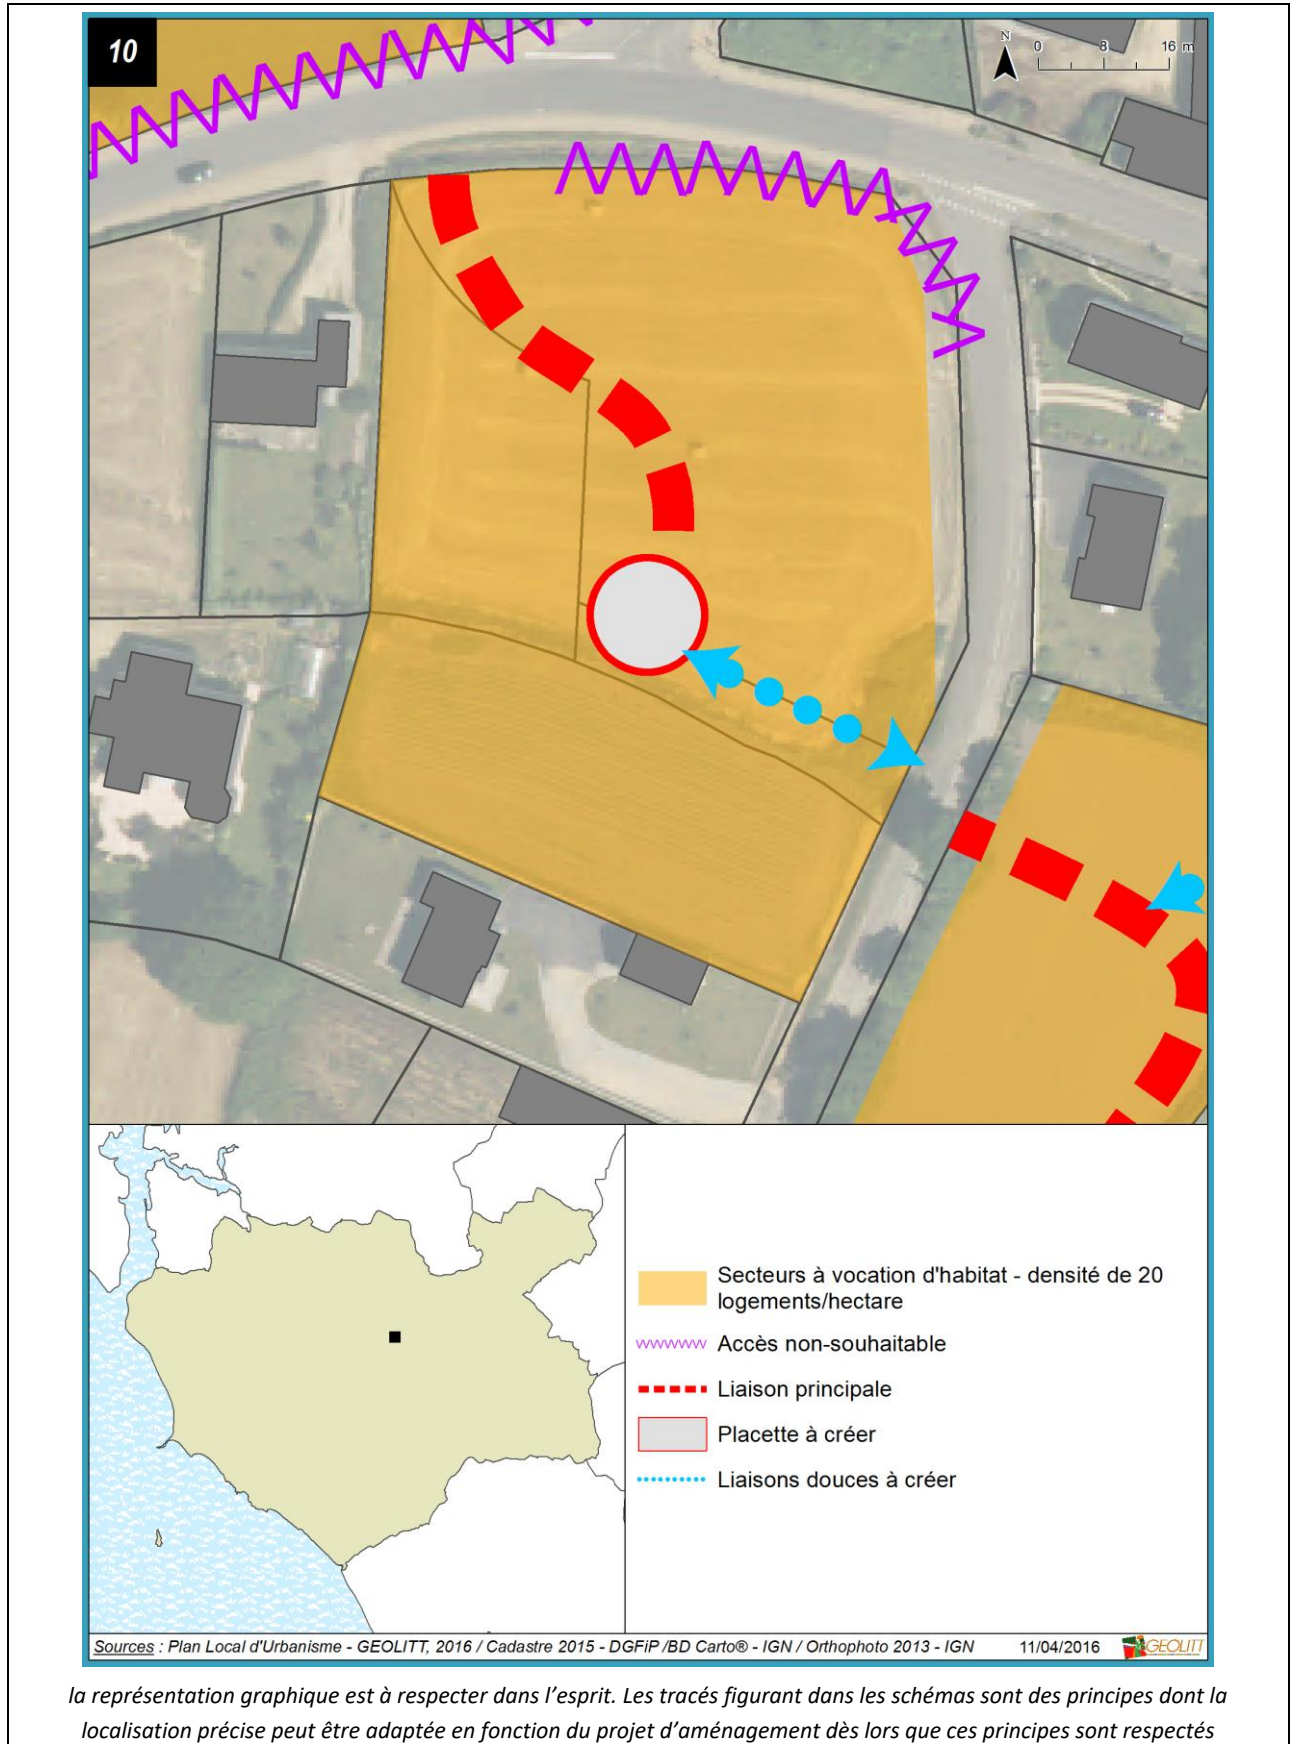 10
N
0 8 16 m
Secteurs à vocation d'habitat - densité de 20
logements/hectare
Accès non-souhaitable
Liaison principale
Placette à créer
Liaisons douces à créer
Sources : Plan Local d'Urbanisme - GEOLITT, 2016 / Cadastre 2015 - DGFiP /BD Carto® - IGN / Orthophoto 2013 - IGN 11/04/2016 GEOLITT
la représentation graphique est à respecter dans l'esprit. Les tracés figurant dans les schémas sont des principes dont la
localisation précise peut être adaptée en fonction du projet d'aménagement dès lors que ces principes sont respectés